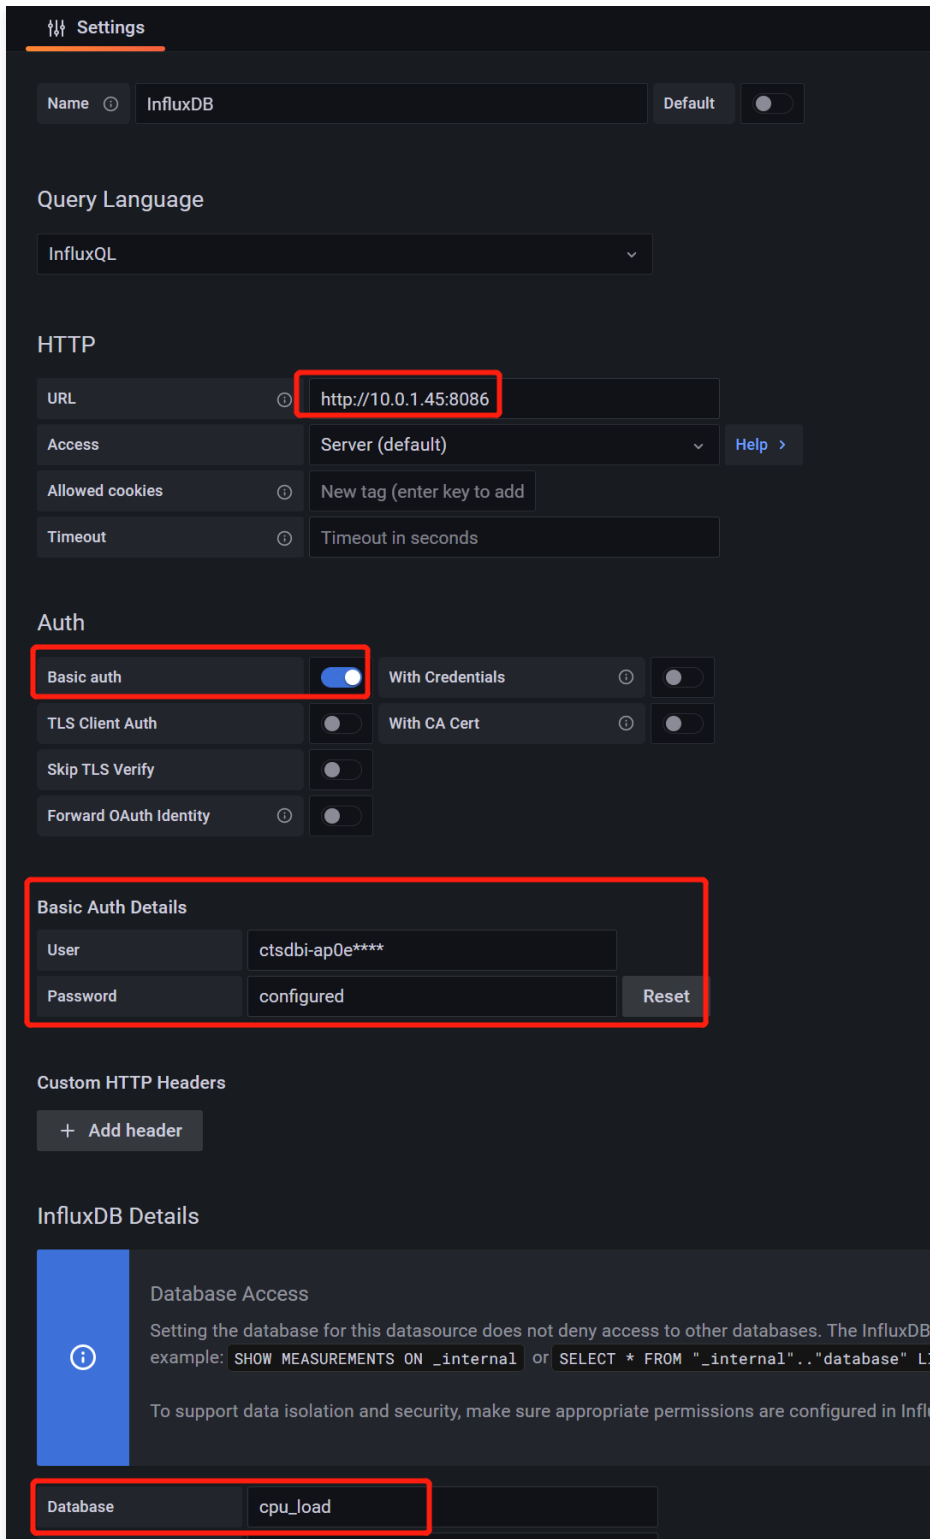 Settings
Name InfluxDB Default
Query Language
InfluxQL
HTTP
URL http://10.0.1.45:8086
Access Server (default) Help >
Allowed cookies New tag (enter key to add
Timeout Timeout in seconds
Auth
Basic auth With Credentials
TLS Client Auth With CA Cert
Skip TLS Verify
Forward OAuth Identity
Basic Auth Details
User ctsdbi-ap0e****
Password configured Reset
Custom HTTP Headers
+ Add header
InfluxDB Details
Database Access
Setting the database for this datasource does not deny access to other databases. The InfluxDB
example: SHOW MEASUREMENTS ON _internal or SELECT * FROM "_internal".."database" LI
To support data isolation and security, make sure appropriate permissions are configured in Influ
Database cpu_load